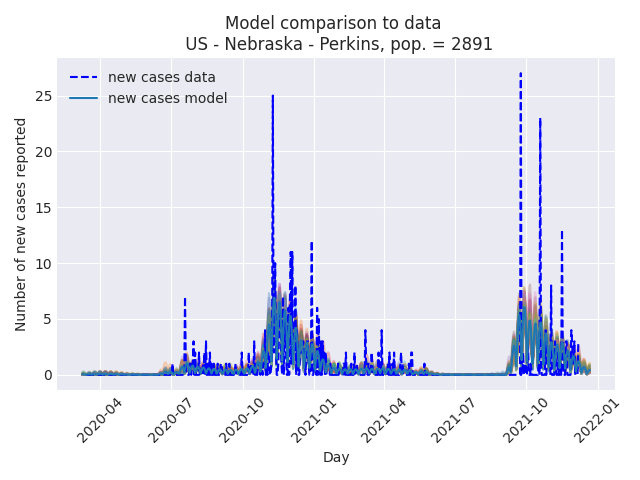 Model comparison to data
US - Nebraska - Perkins, pop. = 2891
new cases data
new cases model
Number of new cases reported
25
20
15
10
5
0
2020-04
2020-07
2020-10
2021-01
2021-04
2021-07
2021-10
2022-01
Day